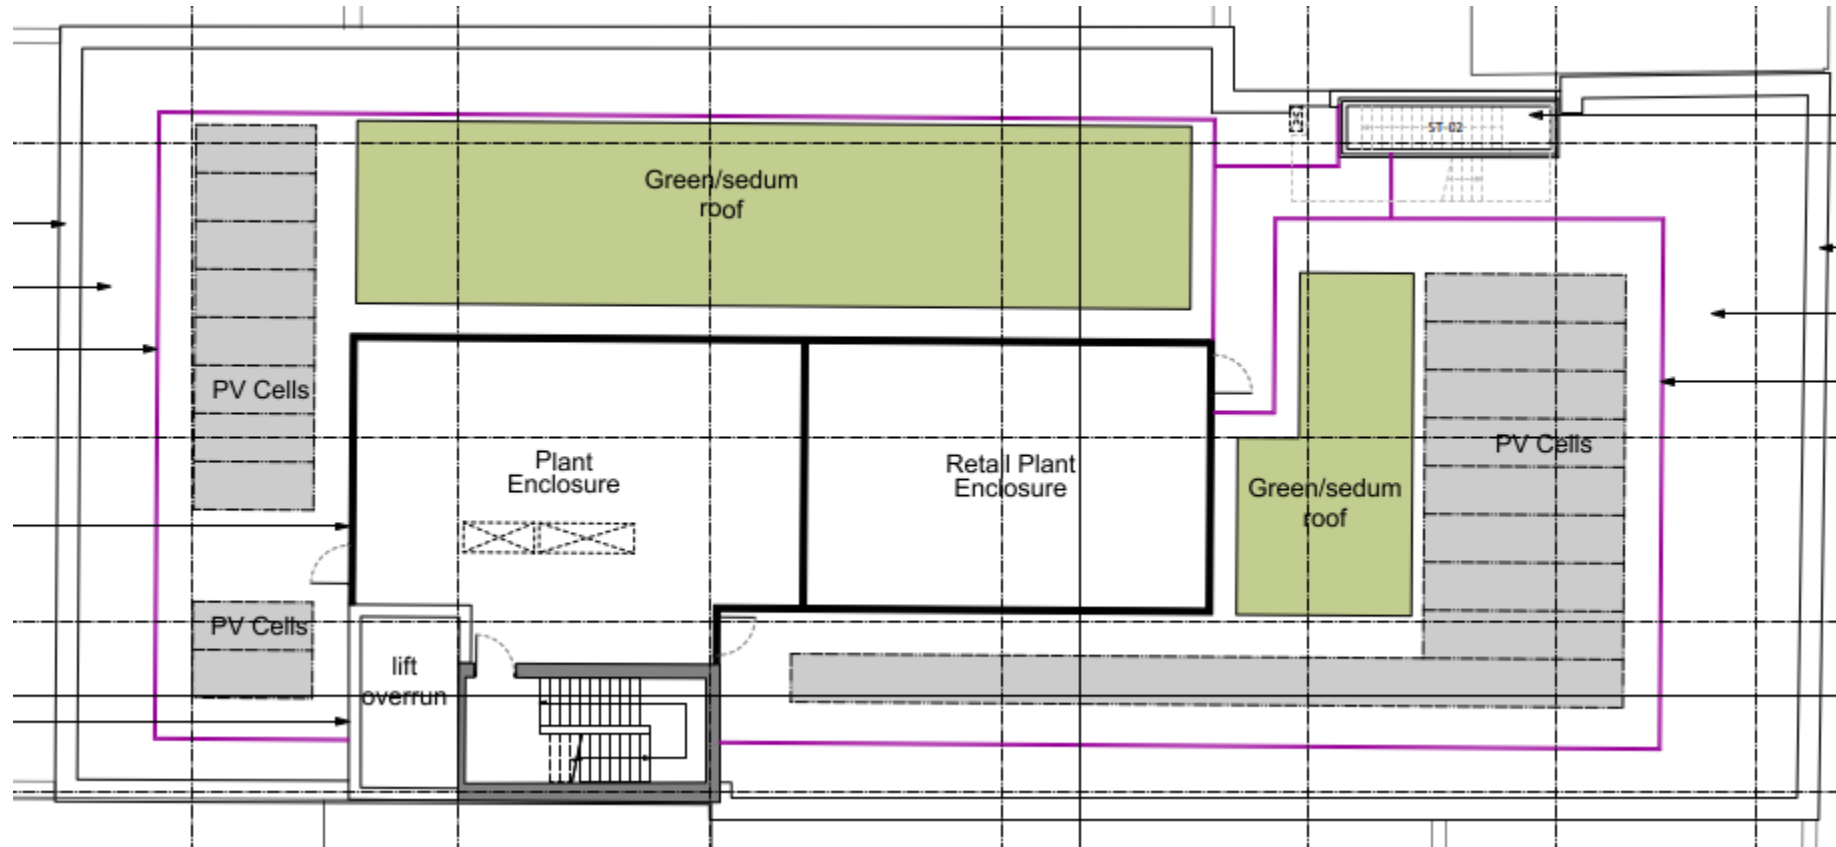 ST-02
Green/sedum
roof
PV Cells
PV Cells
Plant
Enclosure
Retail Plant
Enclosure
Green/sedum
roof
PV Cells
lift
overrun